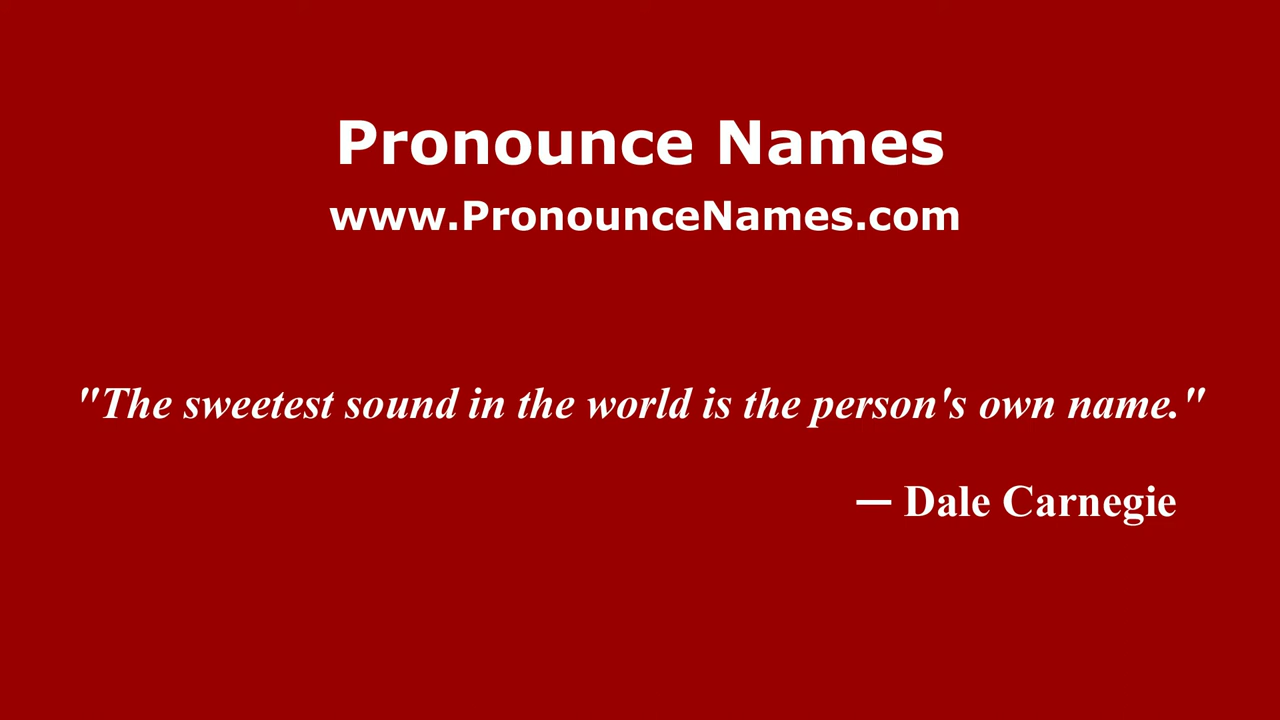 Pronounce Names
www.PronounceNames.com
"The sweetest sound in the world is the person's own name."
— Dale Carnegie